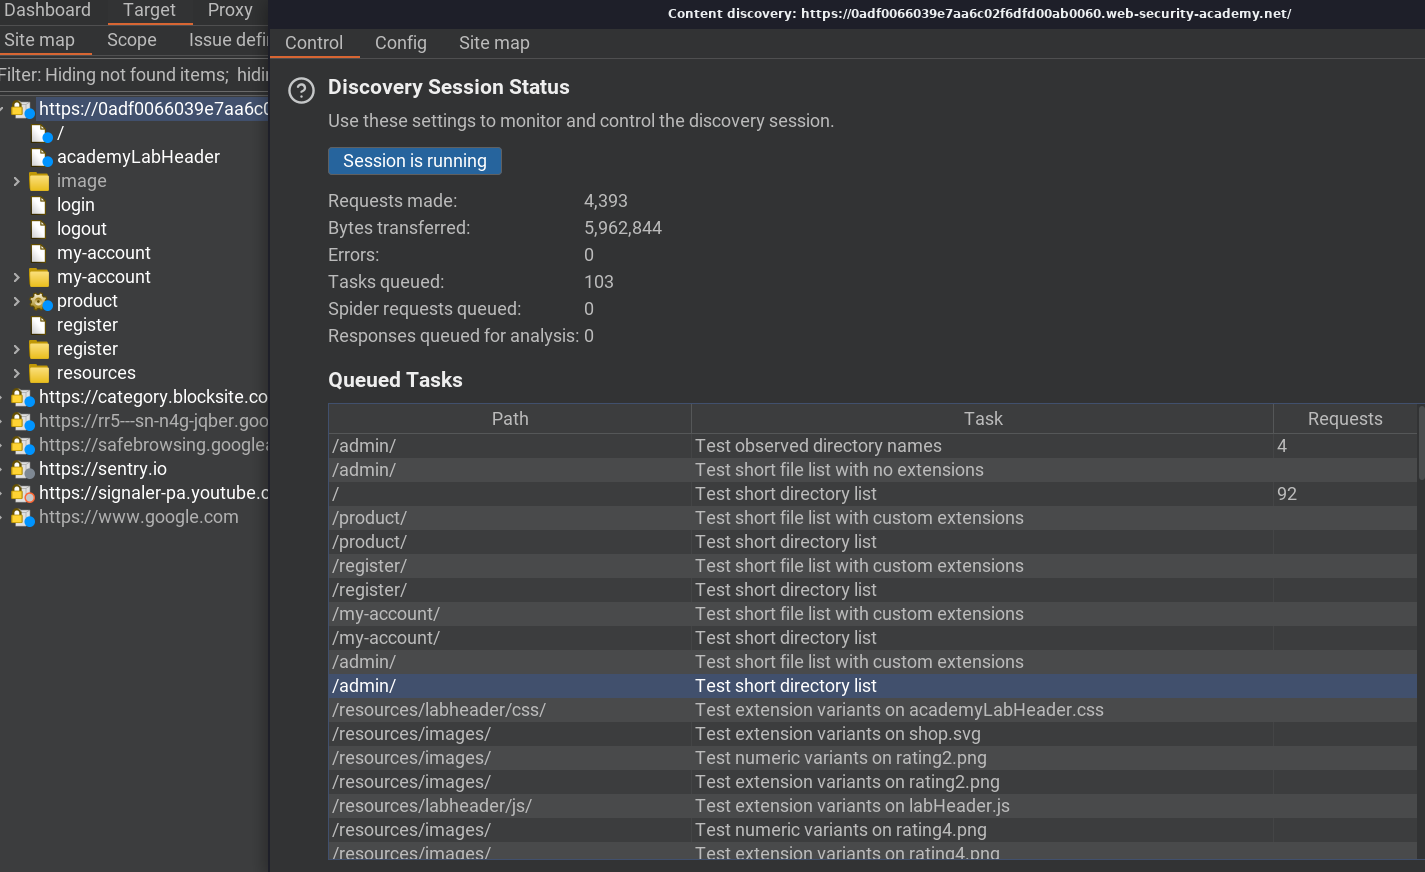 Dashboard Target Proxy
Site map Scope Issue defi
Filter: Hiding not found items; hidi
https://0adf0066039e7aa6c0
/
academyLabHeader
image
login
logout
my-account
my-account
product
register
register
resources
https://category.blocksite.co
https://rr5---sn-n4g-jqber.goo
https://safebrowsing.google
https://sentry.io
https://signaler-pa.youtube.c
https://www.google.com
Content discovery: https://0adf0066039e7aa6c02f6dfd00ab0060.web-security-academy.net/
Control Config Site map
Discovery Session Status
Use these settings to monitor and control the discovery session.
Session is running
Requests made: 4,393
Bytes transferred: 5,962,844
Errors: 0
Tasks queued: 103
Spider requests queued: 0
Responses queued for analysis: 0
Queued Tasks
Path Task Requests
/admin/ Test observed directory names 4
/admin/ Test short file list with no extensions
/ Test short directory list 92
/product/ Test short file list with custom extensions
/product/ Test short directory list
/register/ Test short file list with custom extensions
/register/ Test short directory list
/my-account/ Test short file list with custom extensions
/my-account/ Test short directory list
/admin/ Test short file list with custom extensions
/admin/ Test short directory list
/resources/labheader/css/ Test extension variants on academyLabHeader.css
/resources/images/ Test extension variants on shop.svg
/resources/images/ Test numeric variants on rating2.png
/resources/images/ Test extension variants on rating2.png
/resources/labheader/js/ Test extension variants on labHeader.js
/resources/images/ Test numeric variants on rating4.png
/resources/images/ Test extension variants on rating4.png